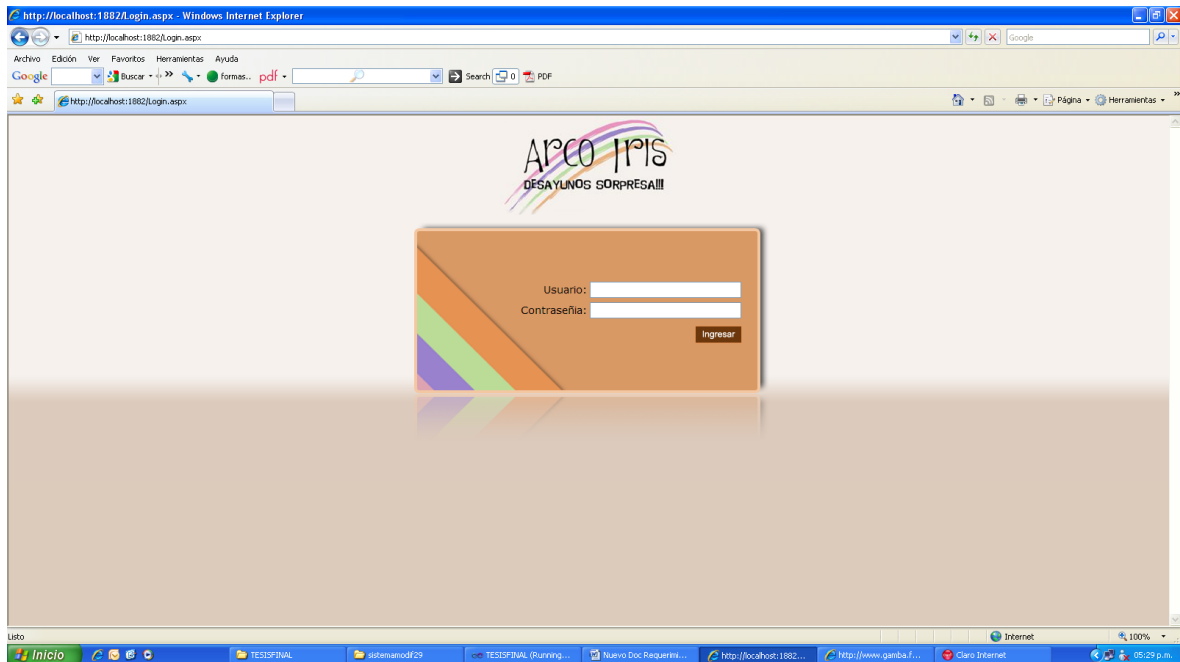 http://localhost:1882/Login.aspx - Windows Internet Explorer
http://localhost:1882/Login.aspx
Google
Archivo Edición Ver Favoritos Herramientas Ayuda
Google Buscar formas.. pdf Search 0 PDF
http://localhost:1882/Login.aspx
Página Herramientas
Arco Iris
DESAYUNOS SORPRESA!!!
Usuario:
Contraseñia:
Ingresar
Listo
Internet
100%
Inicio
TESISFINAL
sistemamodif29
TESISFINAL (Running...
Nuevo Doc Requerimi...
http://localhost:1882...
http://www.gamba.f...
Claro Internet
05:29 p.m.